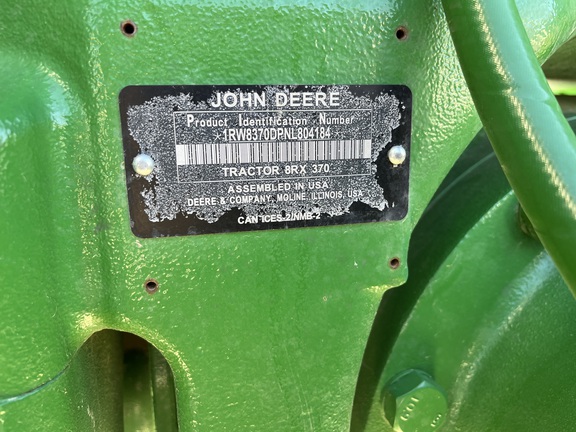 JOHN DEERE
Product Identification Number
1RW8370DPNL804184
TRACTOR 8RX 370
ASSEMBLED IN USA
DEERE & COMPANY, MOLINE, ILLINOIS, USA
CAN ICES-2/NMB-2